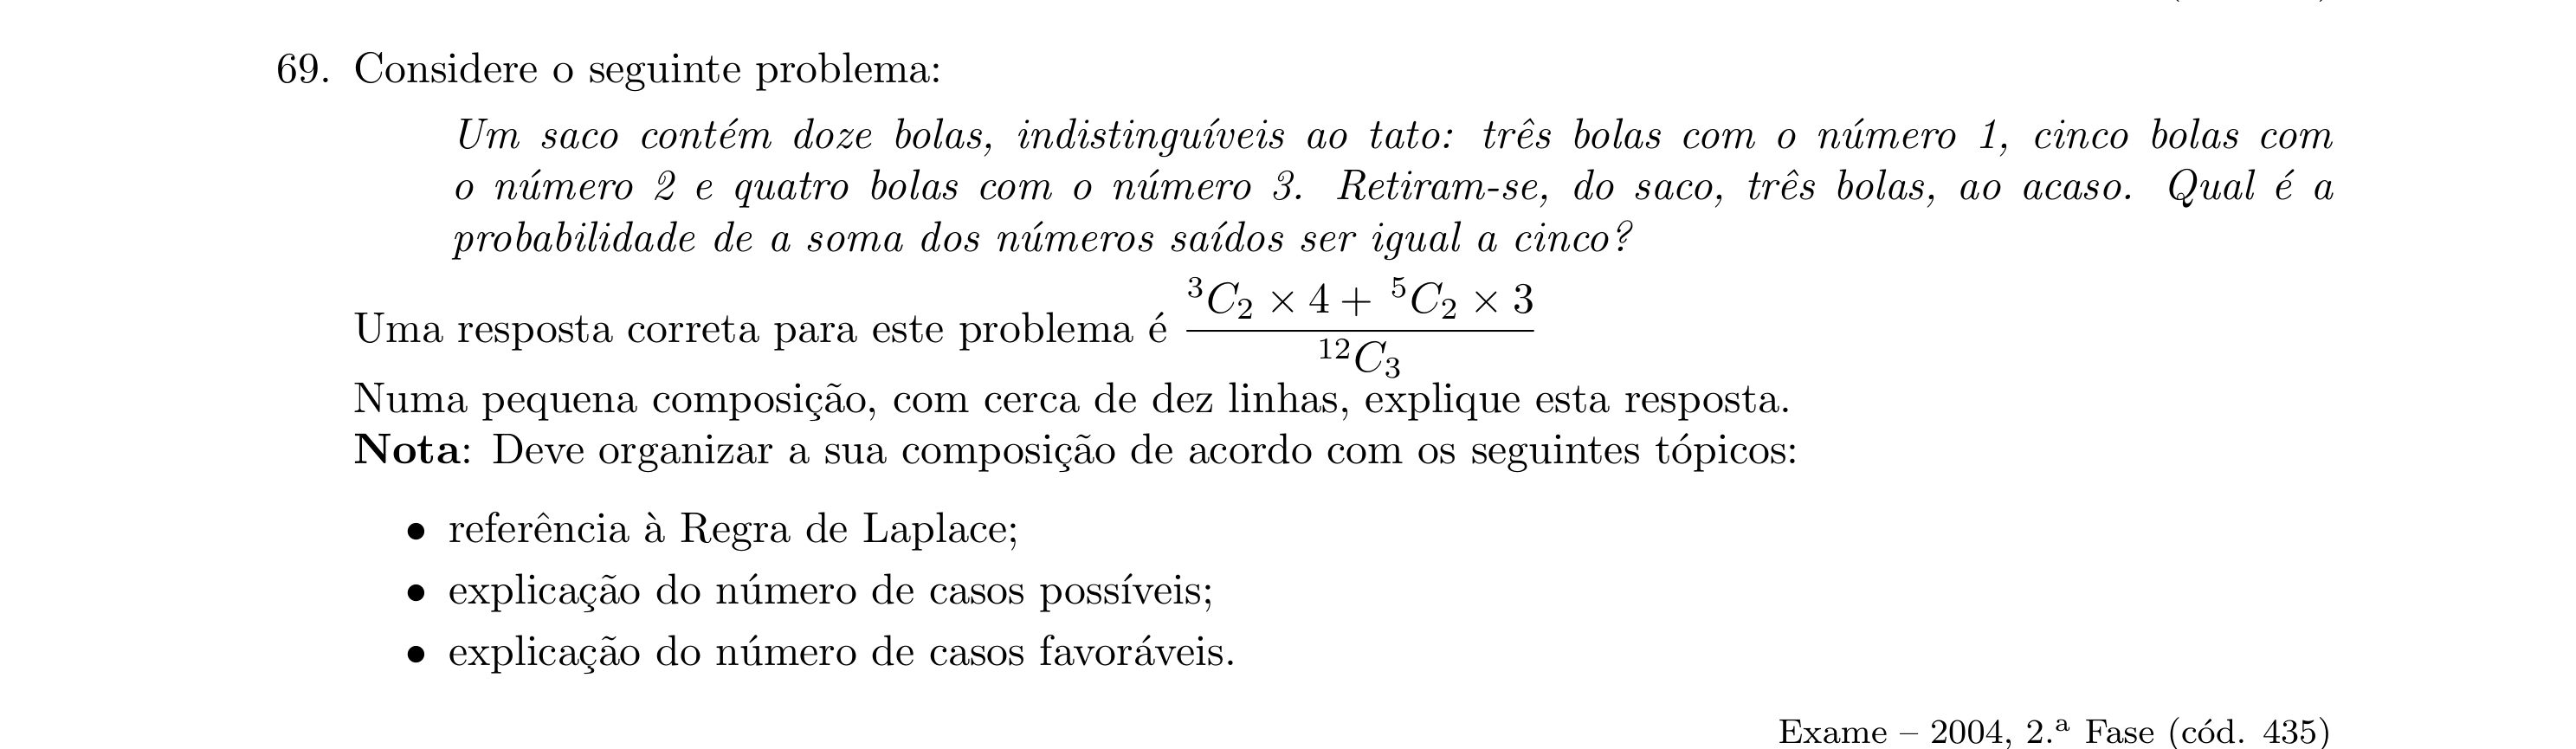 69. Considere o seguinte problema:
Um saco contém doze bolas, indistinguíveis ao tato: três bolas com o número 1, cinco bolas com
o número 2 e quatro bolas com o número 3. Retiram-se, do saco, três bolas, ao acaso. Qual é a
probabilidade de a soma dos números saídos ser igual a cinco?
Uma resposta correta para este problema é $\frac{{}^{3}C_2 \times 4 + {}^{5}C_2 \times 3}{{}^{12}C_3}$
Numa pequena composição, com cerca de dez linhas, explique esta resposta.
Nota: Deve organizar a sua composição de acordo com os seguintes tópicos:
• referência à Regra de Laplace;
• explicação do número de casos possíveis;
• explicação do número de casos favoráveis.
Exame – 2004, 2.ª Fase (cód. 435)